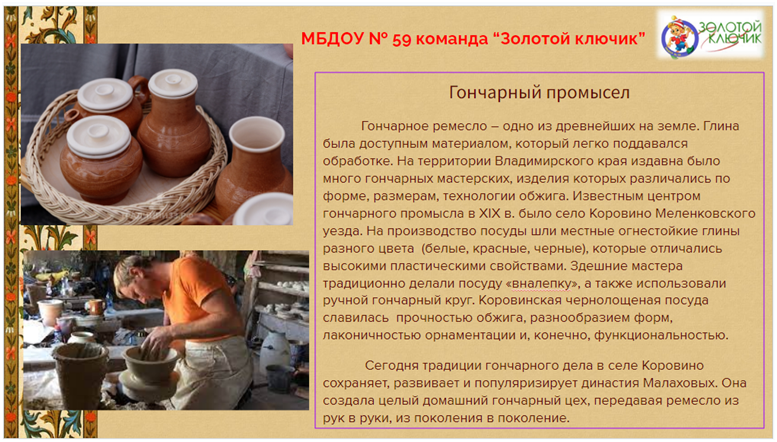 МБДОУ № 59 команда “Золотой ключик”
ЗОЛОТОЙ
КЛЮЧИК
Гончарный промысел
Гончарное ремесло – одно из древнейших на земле. Глина
была доступным материалом, который легко поддавался
обработке. На территории Владимирского края издавна было
много гончарных мастерских, изделия которых различались по
форме, размерам, технологии обжига. Известным центром
гончарного промысла в XIX в. было село Коровино Меленковского
уезда. На производство посуды шли местные огнестойкие глины
разного цвета (белые, красные, черные), которые отличались
высокими пластическими свойствами. Здешние мастера
традиционно делали посуду «вналепку», а также использовали
ручной гончарный круг. Коровинская чернолощеная посуда
славилась прочностью обжига, разнообразием форм,
лаконичностью орнаментации и, конечно, функциональностью.
Сегодня традиции гончарного дела в селе Коровино
сохраняет, развивает и популяризирует династия Малаховых. Она
создала целый домашний гончарный цех, передавая ремесло из
рук в руки, из поколения в поколение.